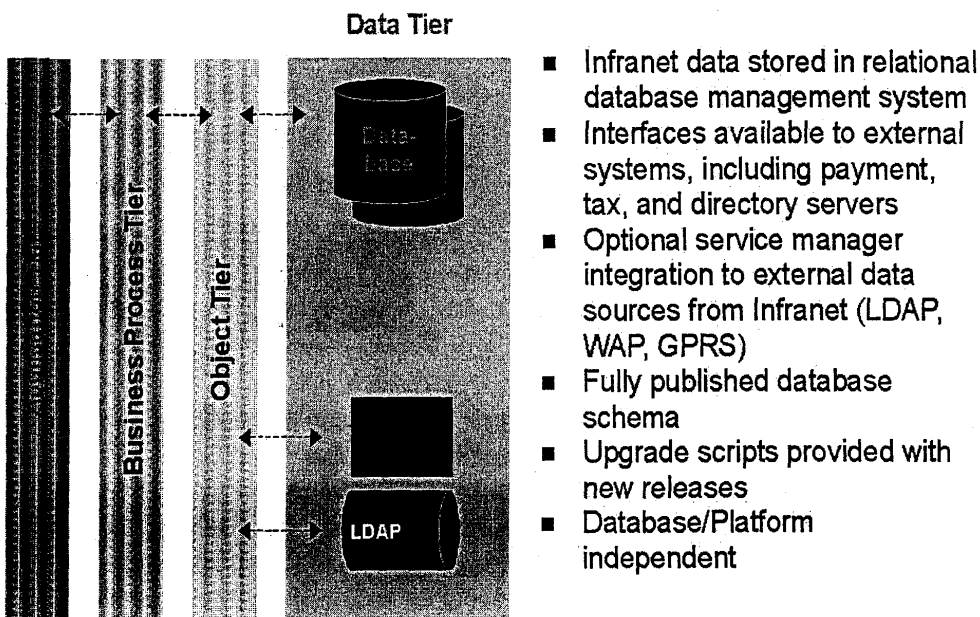 Data Tier
Business Process Tier
Object Tier
Data-
base
LDAP
■ Infranet data stored in relational
database management system
■ Interfaces available to external
systems, including payment,
tax, and directory servers
■ Optional service manager
integration to external data
sources from Infranet (LDAP,
WAP, GPRS)
■ Fully published database
schema
■ Upgrade scripts provided with
new releases
■ Database/Platform
independent